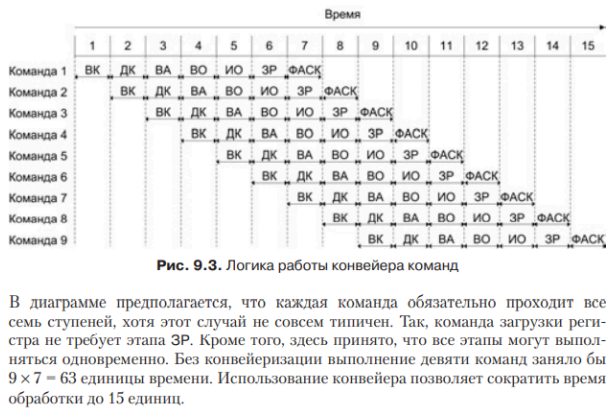 Время
1 2 3 4 5 6 7 8 9 10 11 12 13 14 15
Команда 1 ВК ДК ВА ВО ИО ЗР ФАСК
Команда 2 ВК ДК ВА ВО ИО ЗР ФАСК
Команда 3 ВК ДК ВА ВО ИО ЗР ФАСК
Команда 4 ВК ДК ВА ВО ИО ЗР ФАСК
Команда 5 ВК ДК ВА ВО ИО ЗР ФАСК
Команда 6 ВК ДК ВА ВО ИО ЗР ФАСК
Команда 7 ВК ДК ВА ВО ИО ЗР ФАСК
Команда 8 ВК ДК ВА ВО ИО ЗР ФАСК
Команда 9 ВК ДК ВА ВО ИО ЗР ФАСК
Рис. 9.3. Логика работы конвейера команд
В диаграмме предполагается, что каждая команда обязательно проходит все
семь ступеней, хотя этот случай не совсем типичен. Так, команда загрузки реги-
стра не требует этапа ЗР. Кроме того, здесь принято, что все этапы могут выпол-
няться одновременно. Без конвейеризации выполнение девяти команд заняло бы
9 × 7 = 63 единицы времени. Использование конвейера позволяет сократить время
обработки до 15 единиц.